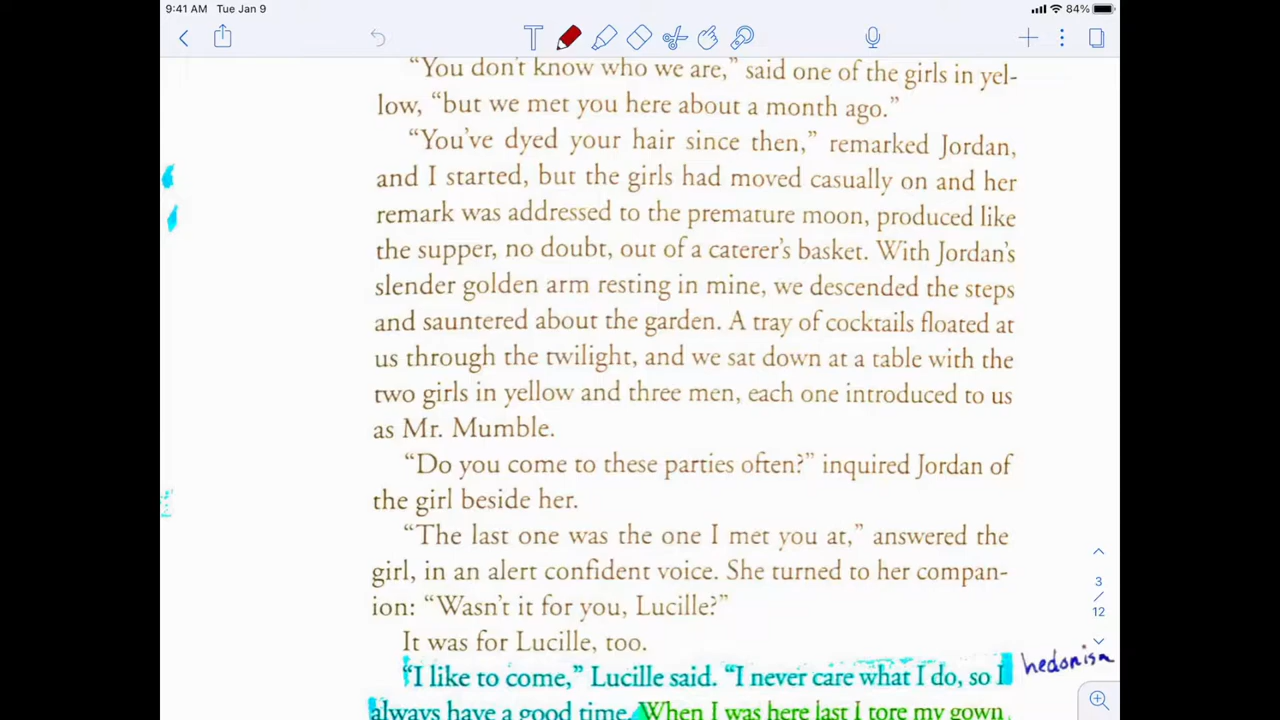 9:41 AM Tue Jan 9
84%
“You don't know who we are,” said one of the girls in yel-
low, “but we met you here about a month ago.”
“You've dyed your hair since then,” remarked Jordan,
and I started, but the girls had moved casually on and her
remark was addressed to the premature moon, produced like
the supper, no doubt, out of a caterer's basket. With Jordan's
slender golden arm resting in mine, we descended the steps
and sauntered about the garden. A tray of cocktails floated at
us through the twilight, and we sat down at a table with the
two girls in yellow and three men, each one introduced to us
as Mr. Mumble.
“Do you come to these parties often?” inquired Jordan of
the girl beside her.
“The last one was the one I met you at,” answered the
girl, in an alert confident voice. She turned to her compan-
ion: “Wasn't it for you, Lucille?”
It was for Lucille, too.
“I like to come,” Lucille said. “I never care what I do, so I
always have a good time. When I was here last I tore my gown
hedonism
3
/
12